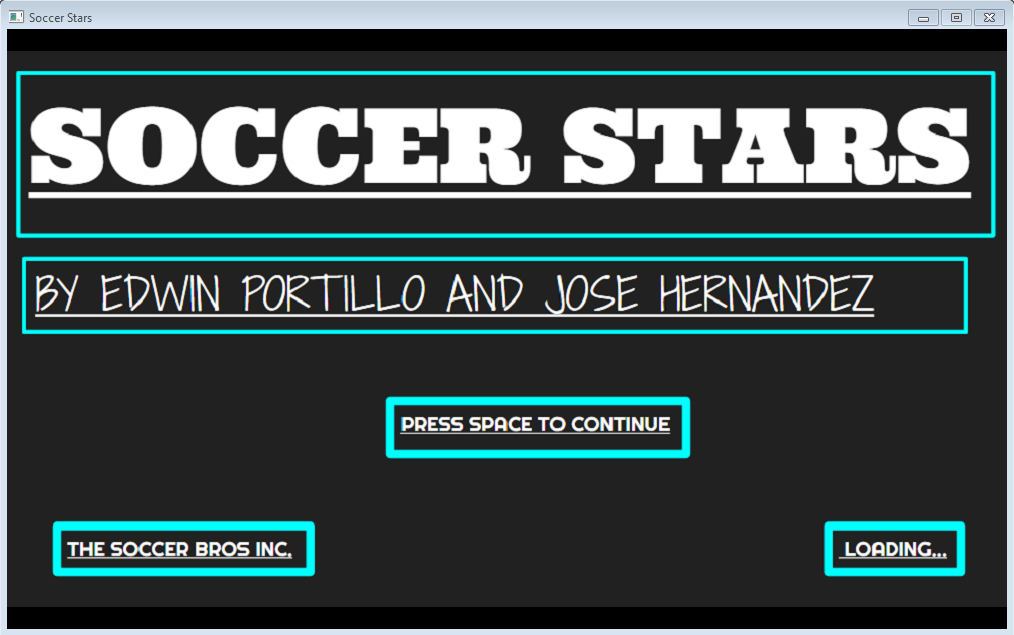 Soccer Stars
SOCCER STARS
BY EDWIN PORTILLO AND JOSE HERNANDEZ
PRESS SPACE TO CONTINUE
THE SOCCER BROS INC.
LOADING...